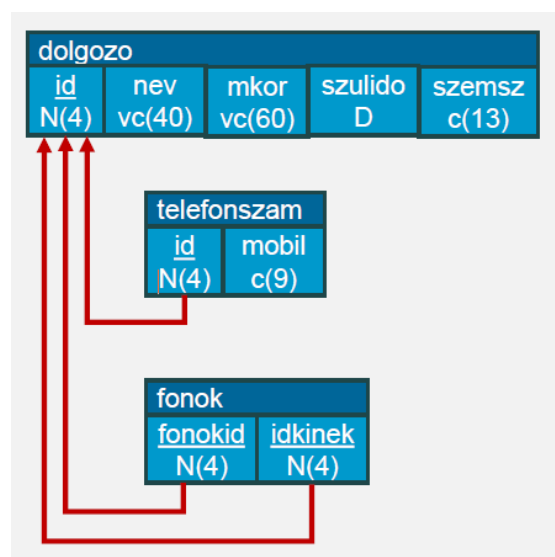 dolgozo
id nev mkor szulido szemsz
N(4) vc(40) vc(60) D c(13)
telefonszam
id mobil
N(4) c(9)
fonok
fonokid idkinek
N(4) N(4)